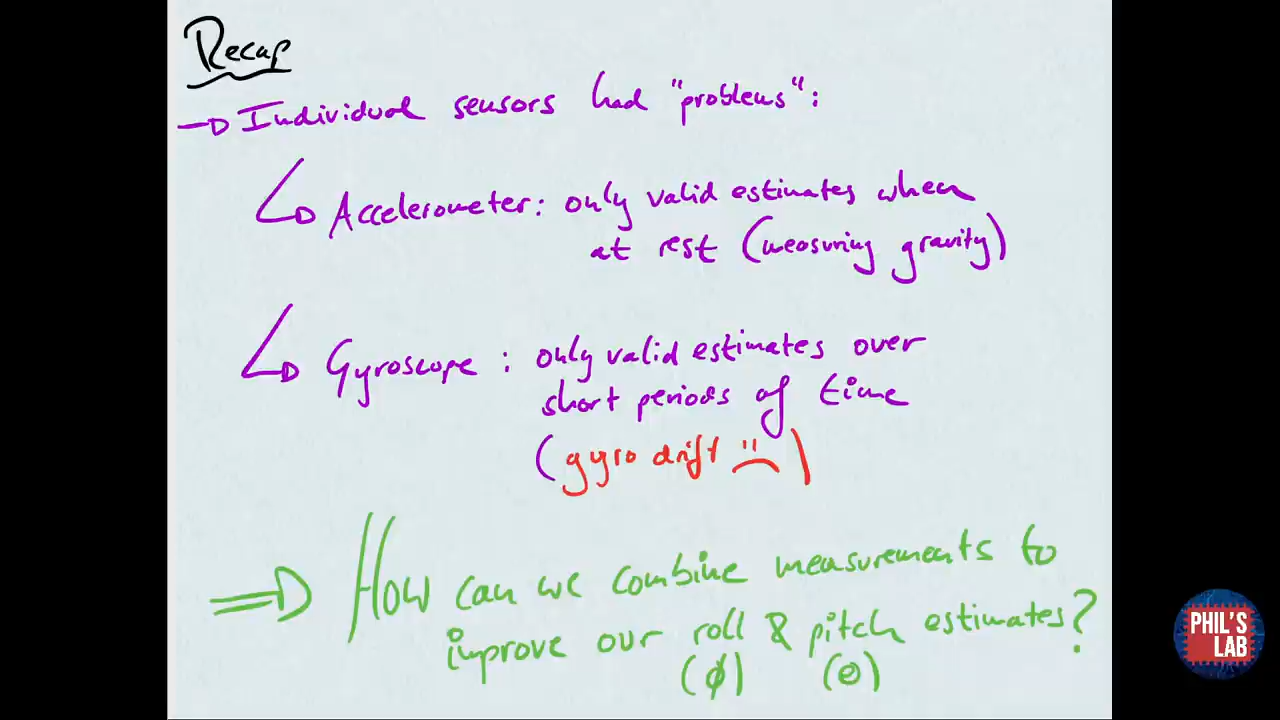 Recap
→ Individual sensors had "problems":
↳ Accelerometer: only valid estimates when
at rest (measuring gravity)
↳ Gyroscope: only valid estimates over
short periods of time
(gyro drift ☹)
⇒ How can we combine measurements to
improve our roll & pitch estimates?
(ϕ) (θ)
PHIL'S
LAB